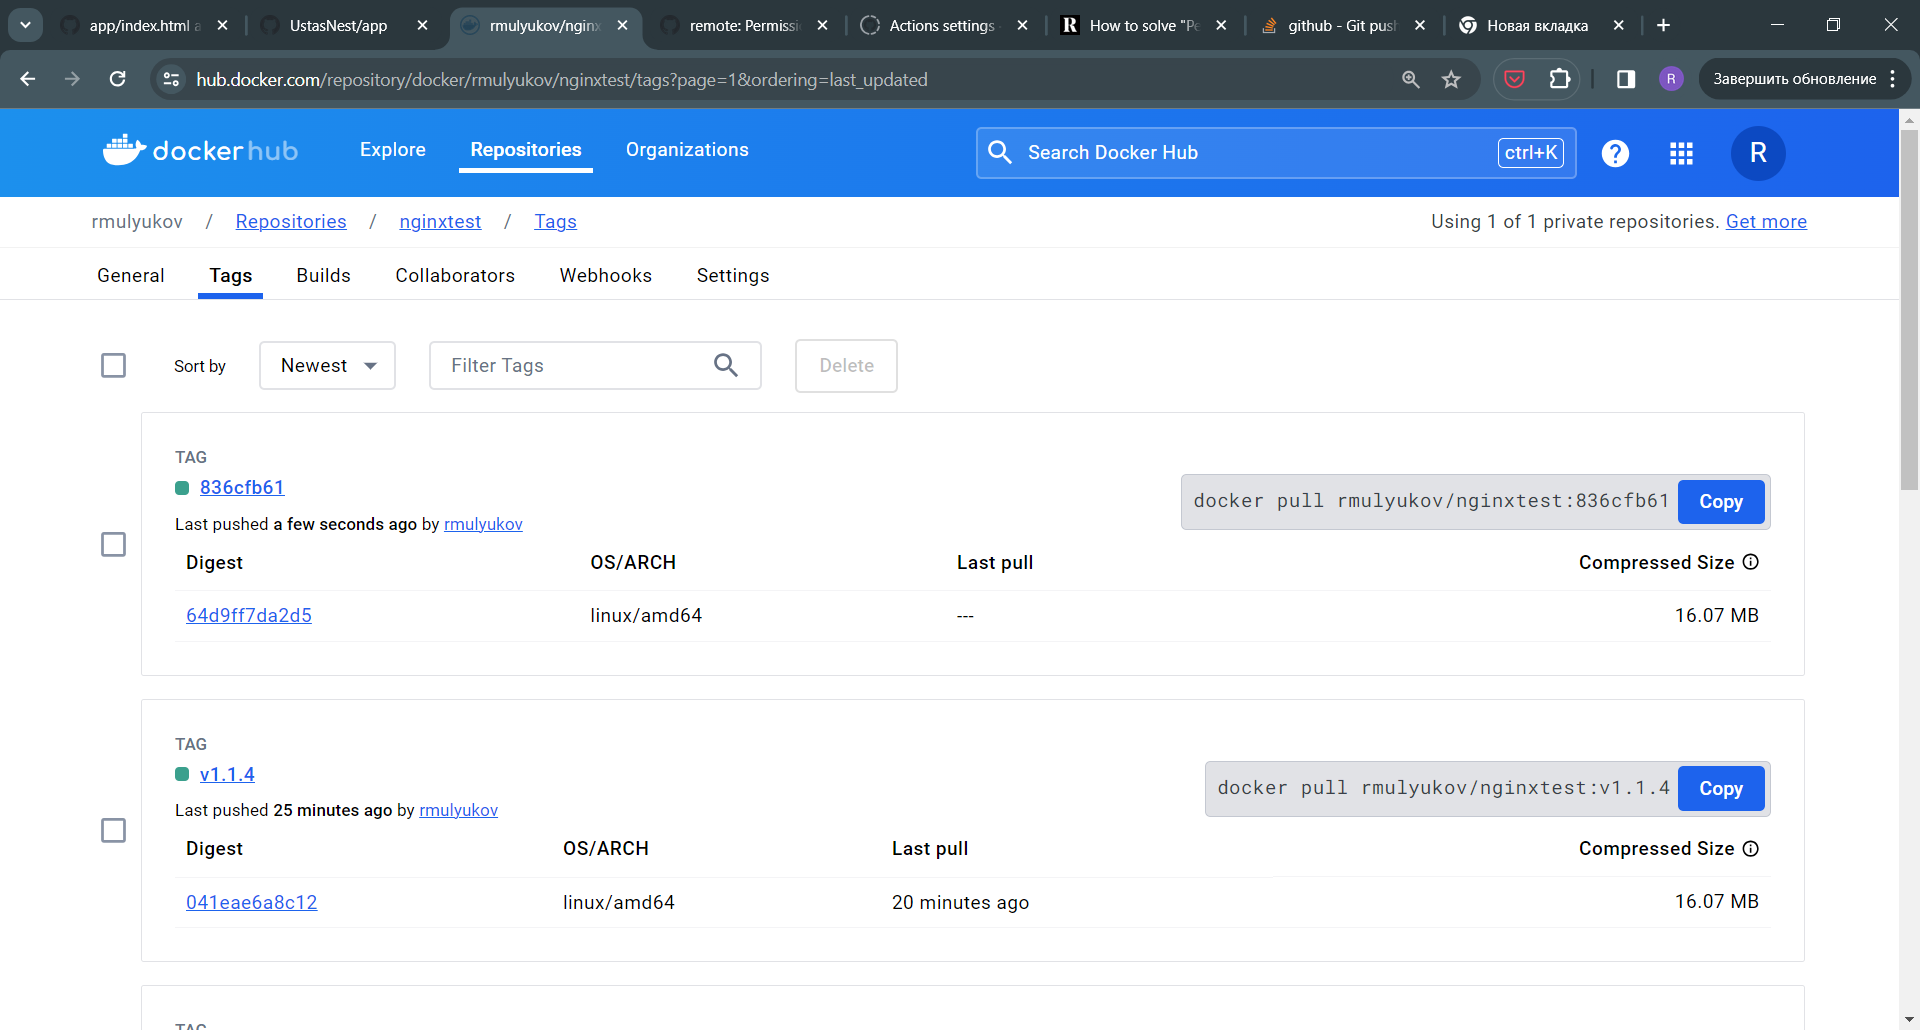 app/index.html a
UstasNest/app
rmulyukov/nginx
remote: Permissi
Actions settings
How to solve "Pe
github - Git push
Новая вкладка
hub.docker.com/repository/docker/rmulyukov/nginxtest/tags?page=1&ordering=last_updated
R
Завершить обновление
docker hub
Explore
Repositories
Organizations
Search Docker Hub
ctrl+K
R
rmulyukov / Repositories / nginxtest / Tags
Using 1 of 1 private repositories. Get more
General
Tags
Builds
Collaborators
Webhooks
Settings
Sort by
Newest
Filter Tags
Delete
TAG
836cfb61
docker pull rmulyukov/nginxtest:836cfb61
Copy
Last pushed a few seconds ago by rmulyukov
Digest
OS/ARCH
Last pull
Compressed Size
64d9ff7da2d5
linux/amd64
---
16.07 MB
TAG
v1.1.4
docker pull rmulyukov/nginxtest:v1.1.4
Copy
Last pushed 25 minutes ago by rmulyukov
Digest
OS/ARCH
Last pull
Compressed Size
041eae6a8c12
linux/amd64
20 minutes ago
16.07 MB
TAG